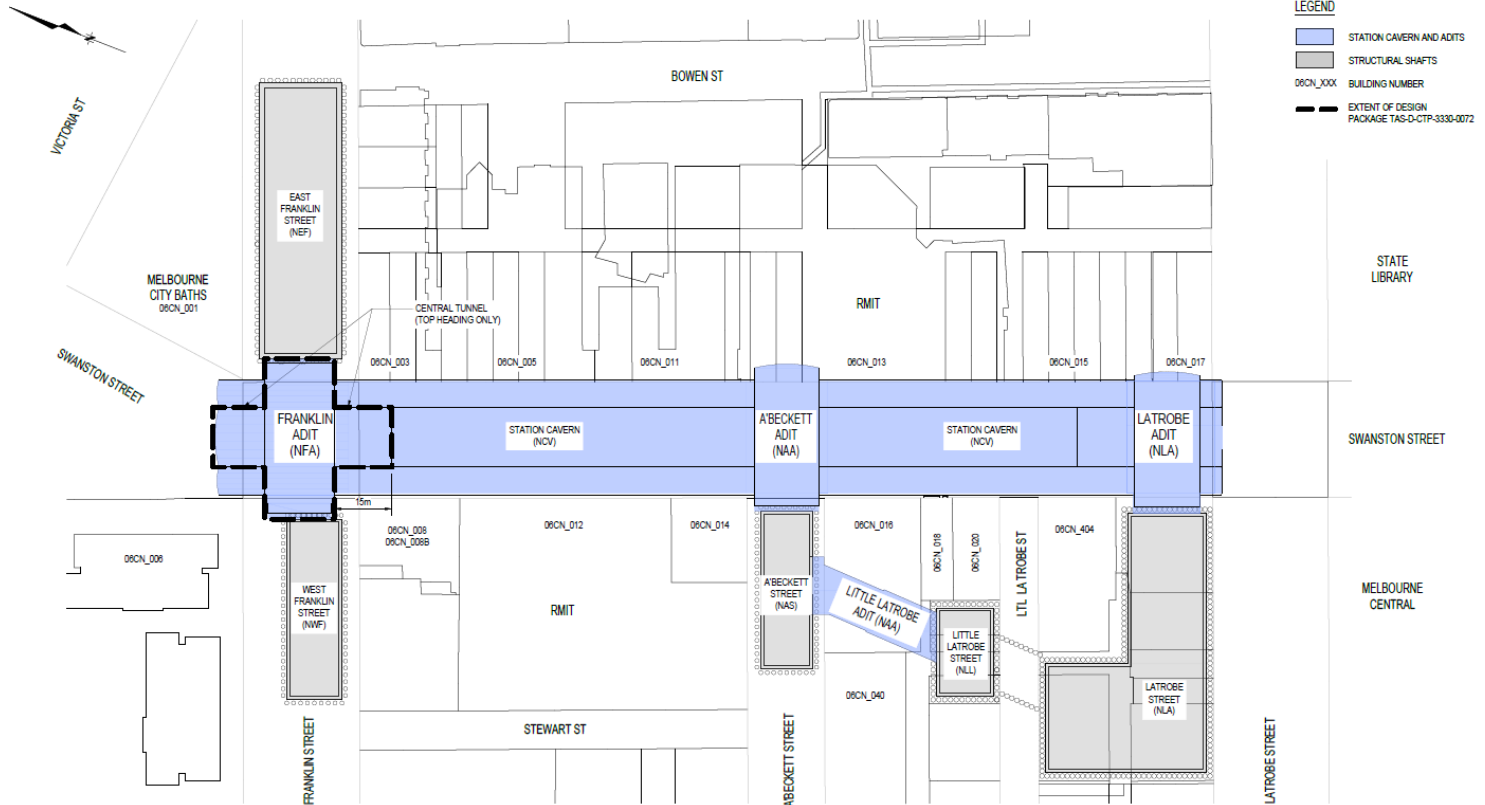 LEGEND
STATION CAVERN AND ADITS
STRUCTURAL SHAFTS
06CN_XXX
BUILDING NUMBER
EXTENT OF DESIGN
PACKAGE TAS-D-CTP-3330-0072
BOWEN ST
VICTORIA ST
EAST
FRANKLIN
STREET
(NEF)
MELBOURNE
CITY BATHS
06CN_001
STATE
LIBRARY
RMIT
CENTRAL TUNNEL
(TOP HEADING ONLY)
SWANSTON STREET
06CN_003
06CN_005
06CN_011
06CN_013
06CN_015
06CN_017
FRANKLIN
ADIT
(NFA)
STATION CAVERN
(NCV)
A'BECKETT
ADIT
(NAA)
STATION CAVERN
(NCV)
LATROBE
ADIT
(NLA)
SWANSTON STREET
15m
06CN_006
06CN_008
06CN_008B
06CN_012
06CN_014
06CN_016
06CN_018
06CN_020
LTL LATROBE ST
06CN_404
WEST
FRANKLIN
STREET
(NWF)
RMIT
A'BECKETT
STREET
(NAS)
LITTLE LATROBE
ADIT (NAA)
LITTLE
LATROBE
STREET
(NLL)
MELBOURNE
CENTRAL
06CN_040
LATROBE
STREET
(NLA)
STEWART ST
FRANKLIN STREET
A'BECKETT STREET
LATROBE STREET